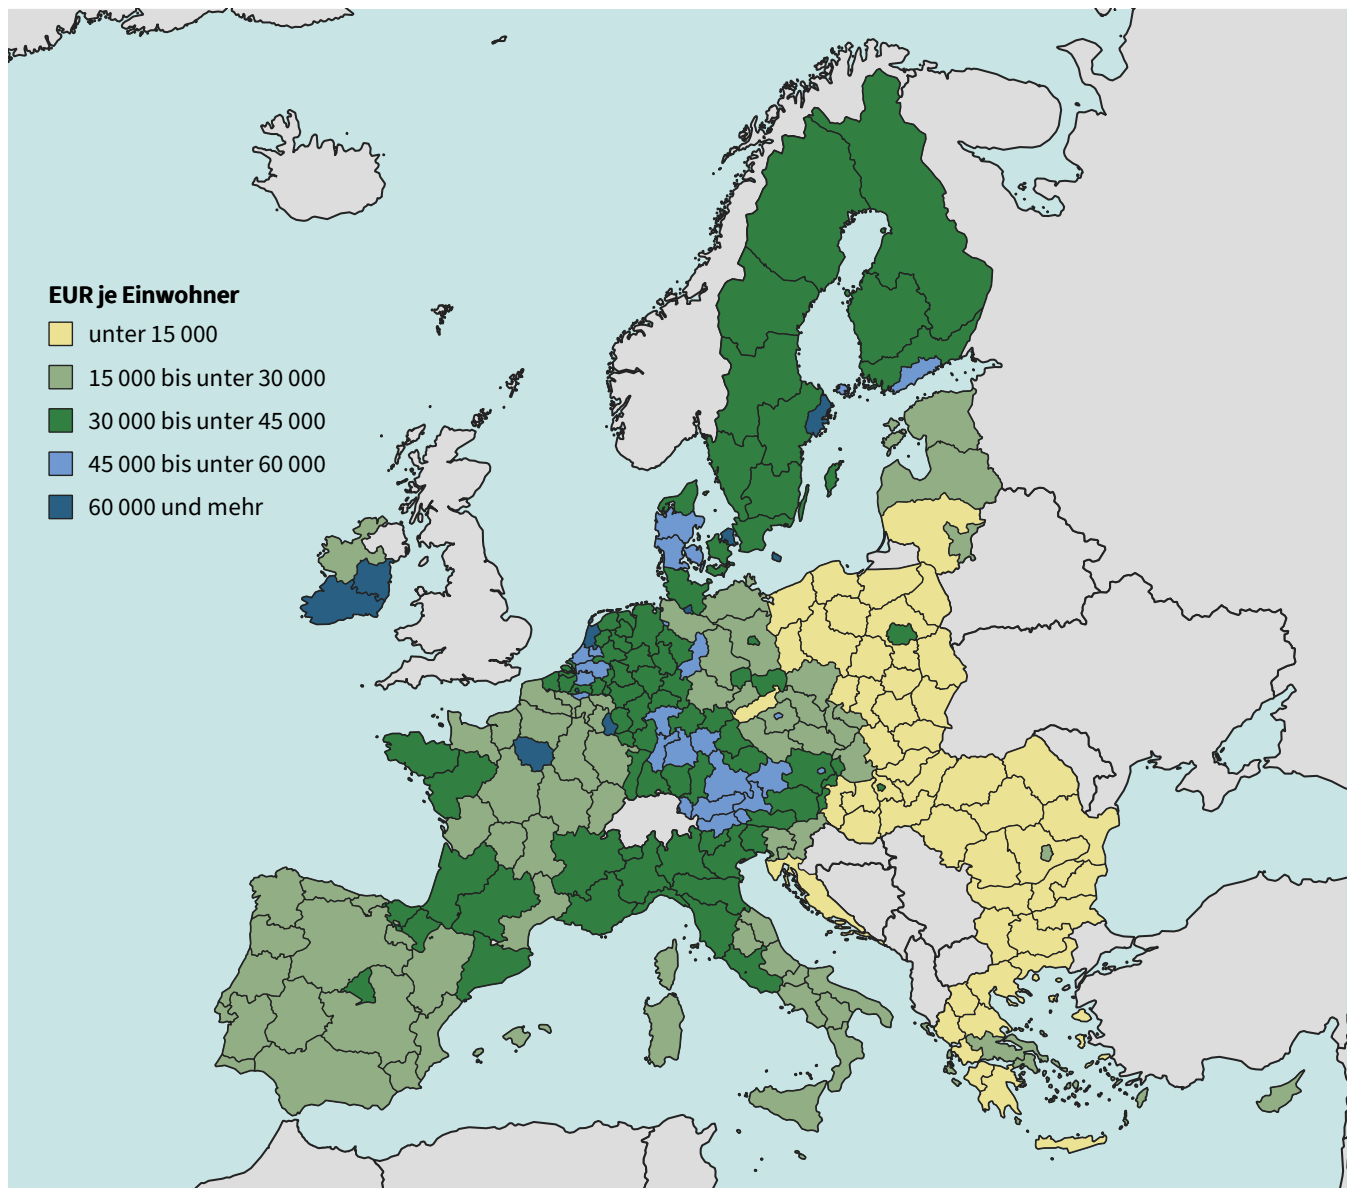 EUR je Einwohner
unter 15 000
15 000 bis unter 30 000
30 000 bis unter 45 000
45 000 bis unter 60 000
60 000 und mehr